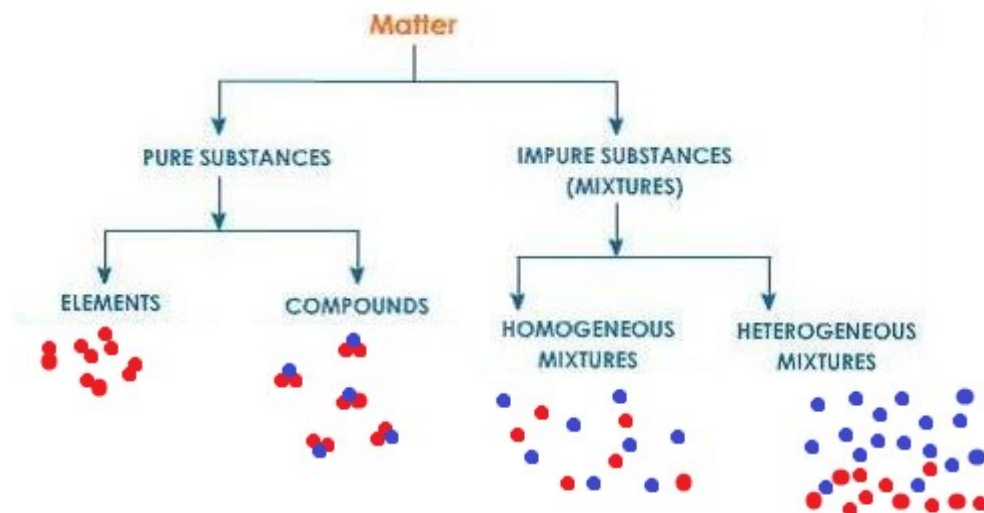 Matter
PURE SUBSTANCES
IMPURE SUBSTANCES
(MIXTURES)
ELEMENTS
COMPOUNDS
HOMOGENEOUS
MIXTURES
HETEROGENEOUS
MIXTURES